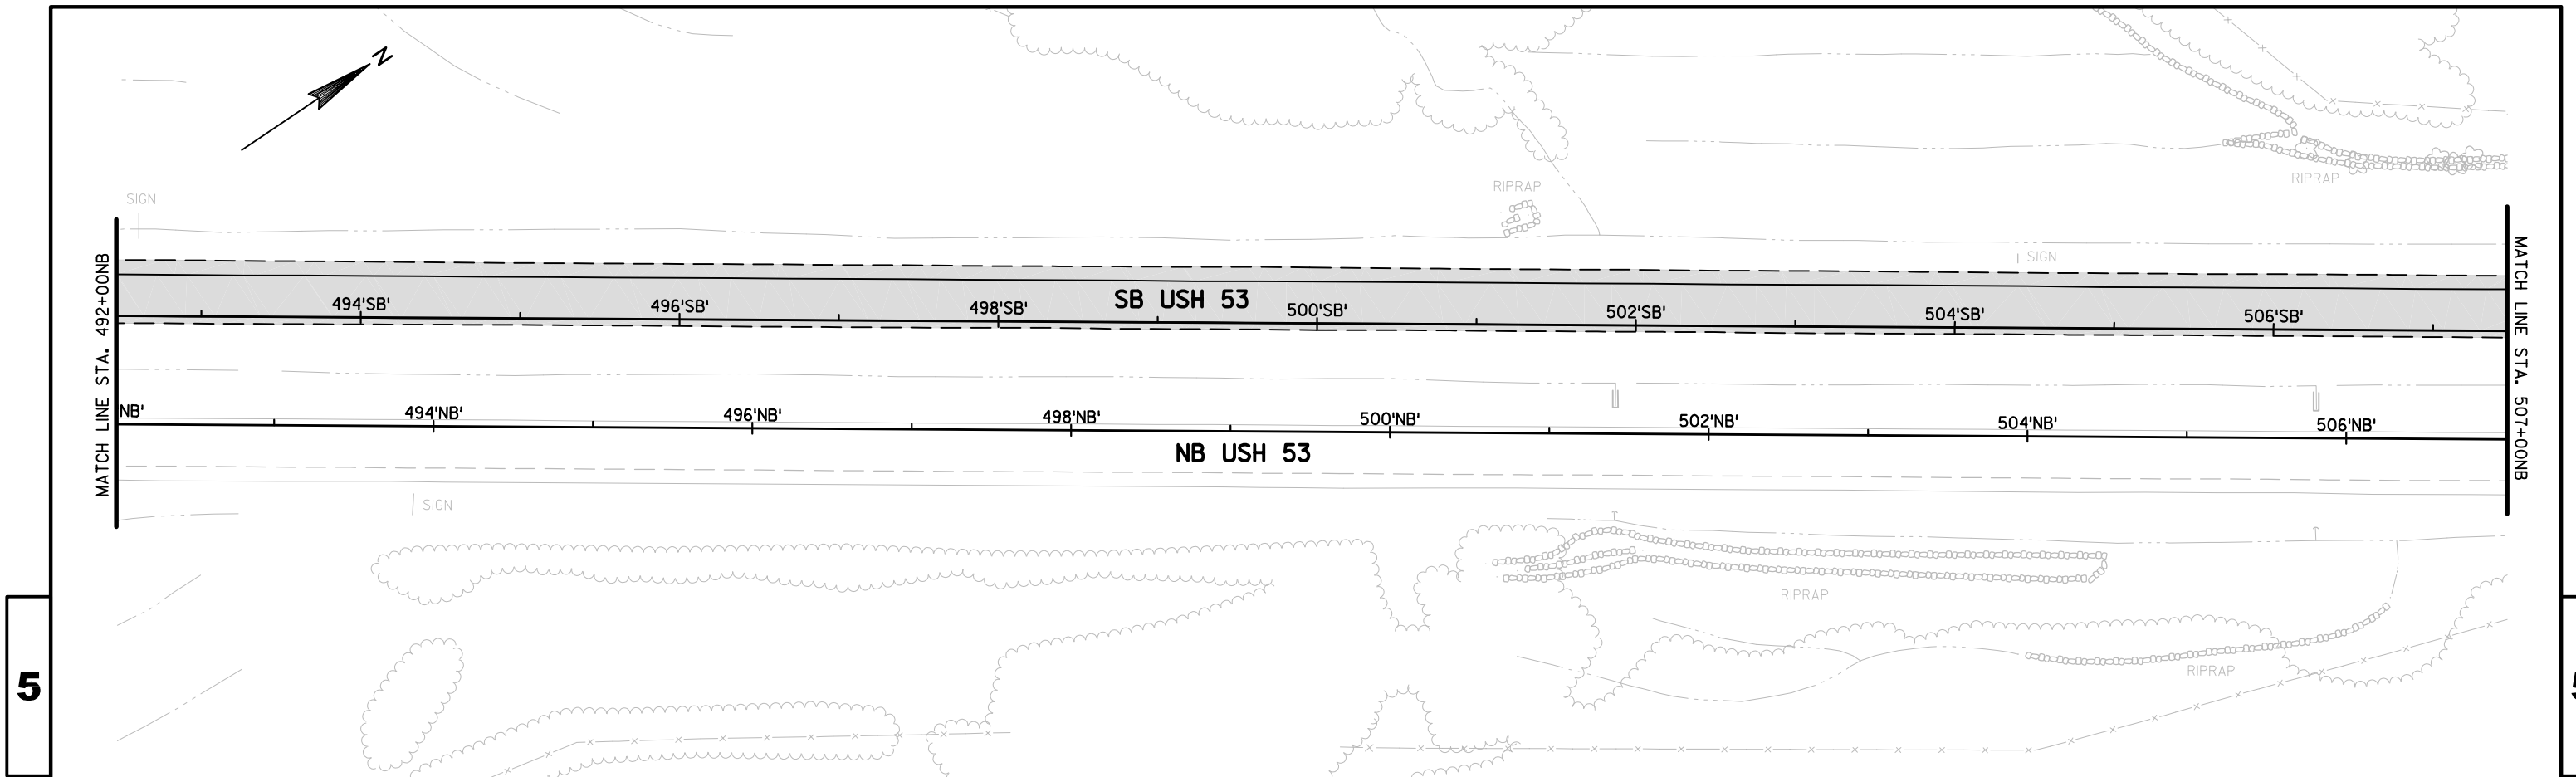 N
SIGN
RIPRAP
RIPRAP
SIGN
MATCH LINE STA. 492+00NB
494'SB'
496'SB'
498'SB'
SB USH 53
500'SB'
502'SB'
504'SB'
506'SB'
MATCH LINE STA. 507+00NB
NB'
494'NB'
496'NB'
498'NB'
500'NB'
502'NB'
504'NB'
506'NB'
NB USH 53
SIGN
RIPRAP
RIPRAP
5
5